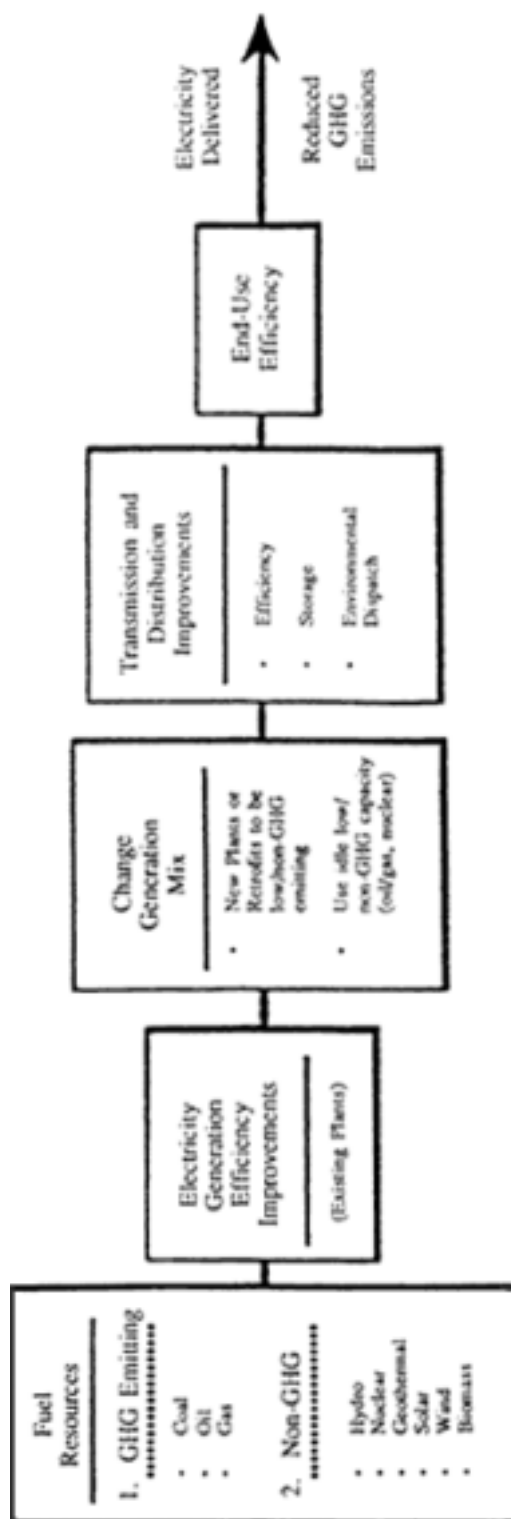 Fuel
Resources
1. GHG Emitting
• Coal
• Oil
• Gas
2. Non-GHG
• Hydro
• Nuclear
• Geothermal
• Solar
• Wind
• Biomass
Electricity
Generation
Efficiency
Improvements
(Existing Plants)
Change
Generation
Mix
• New Plants or
Retrofits to be
low/non-GHG
emitting
• Use idle low/
non-GHG capacity
(oil/gas, nuclear)
Transmission and
Distribution
Improvements
• Efficiency
• Storage
• Environmental
Dispatch
End-Use
Efficiency
Electricity
Delivered
Reduced
GHG
Emissions